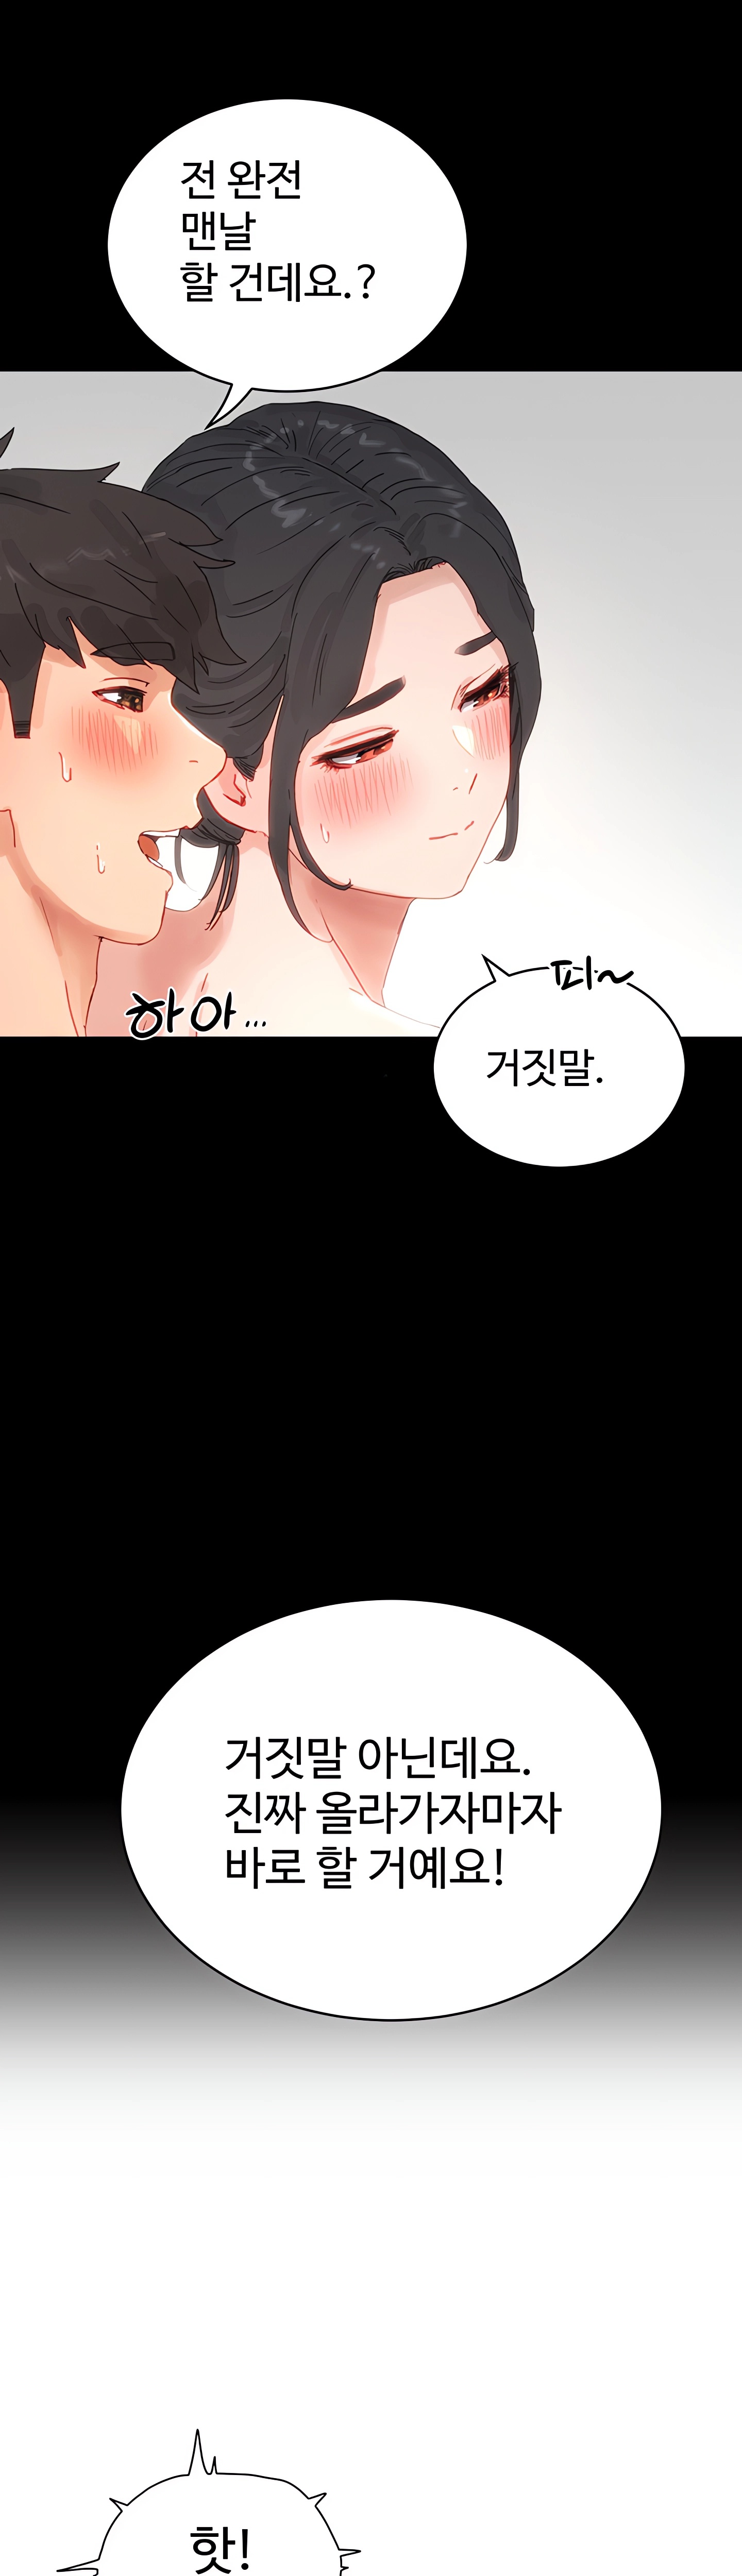 전 완전
맨날
할 건데요.?
하아...
피~
거짓말.
거짓말 아닌데요.
진짜 올라가자마자
바로 할 거예요!
핫!